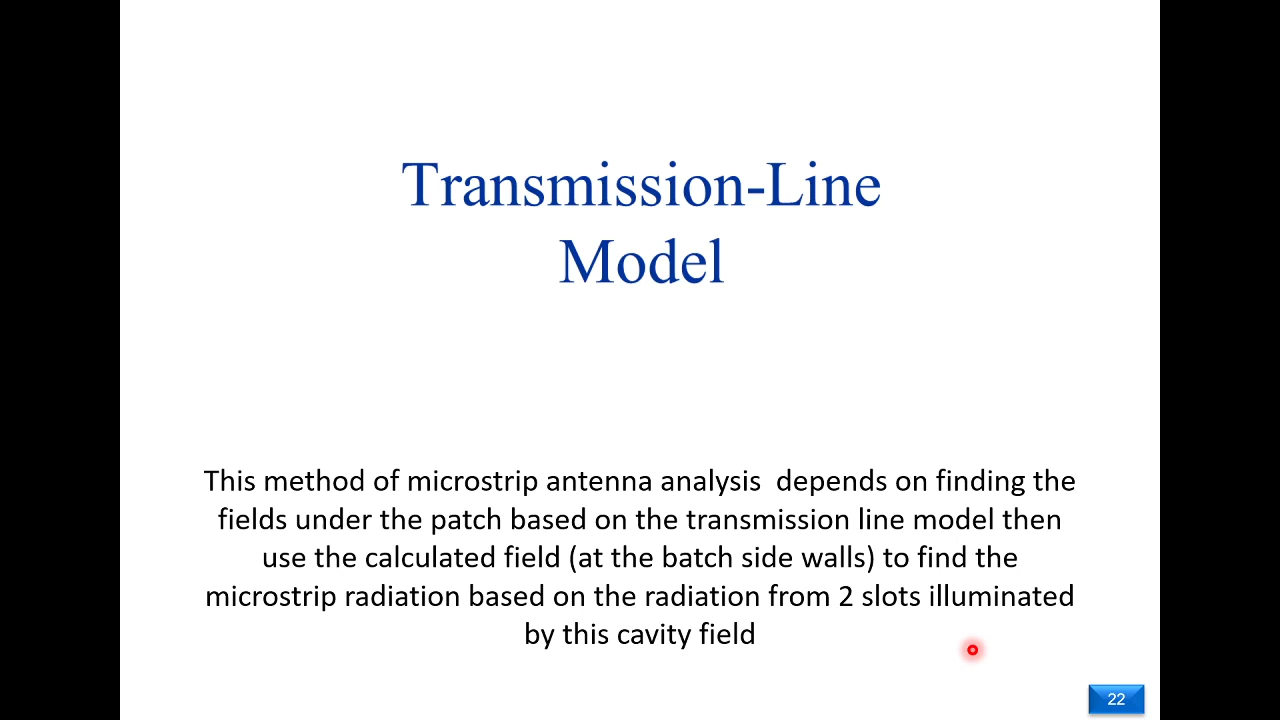 Transmission-Line
Model
This method of microstrip antenna analysis  depends on finding the
fields under the patch based on the transmission line model then
use the calculated field (at the batch side walls) to find the
microstrip radiation based on the radiation from 2 slots illuminated
by this cavity field
22